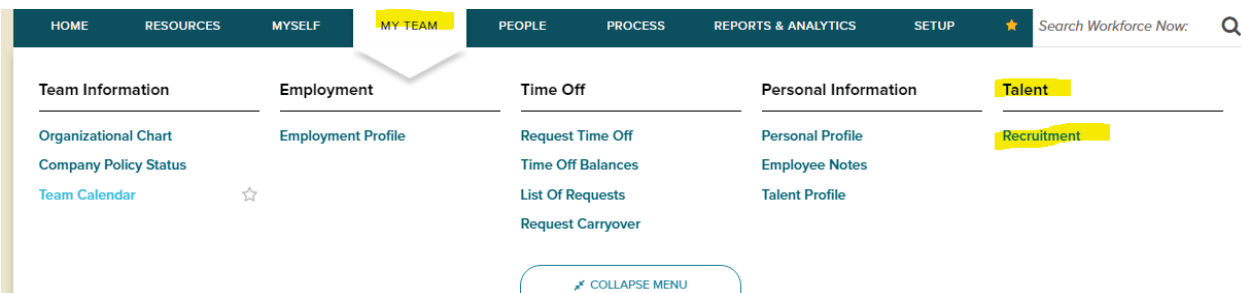 HOME RESOURCES MYSELF MY TEAM PEOPLE PROCESS REPORTS & ANALYTICS SETUP Search Workforce Now:
Team Information Employment Time Off Personal Information Talent
Organizational Chart Employment Profile Request Time Off Personal Profile Recruitment
Company Policy Status Time Off Balances Employee Notes
Team Calendar List Of Requests Talent Profile
Request Carryover
COLLAPSE MENU